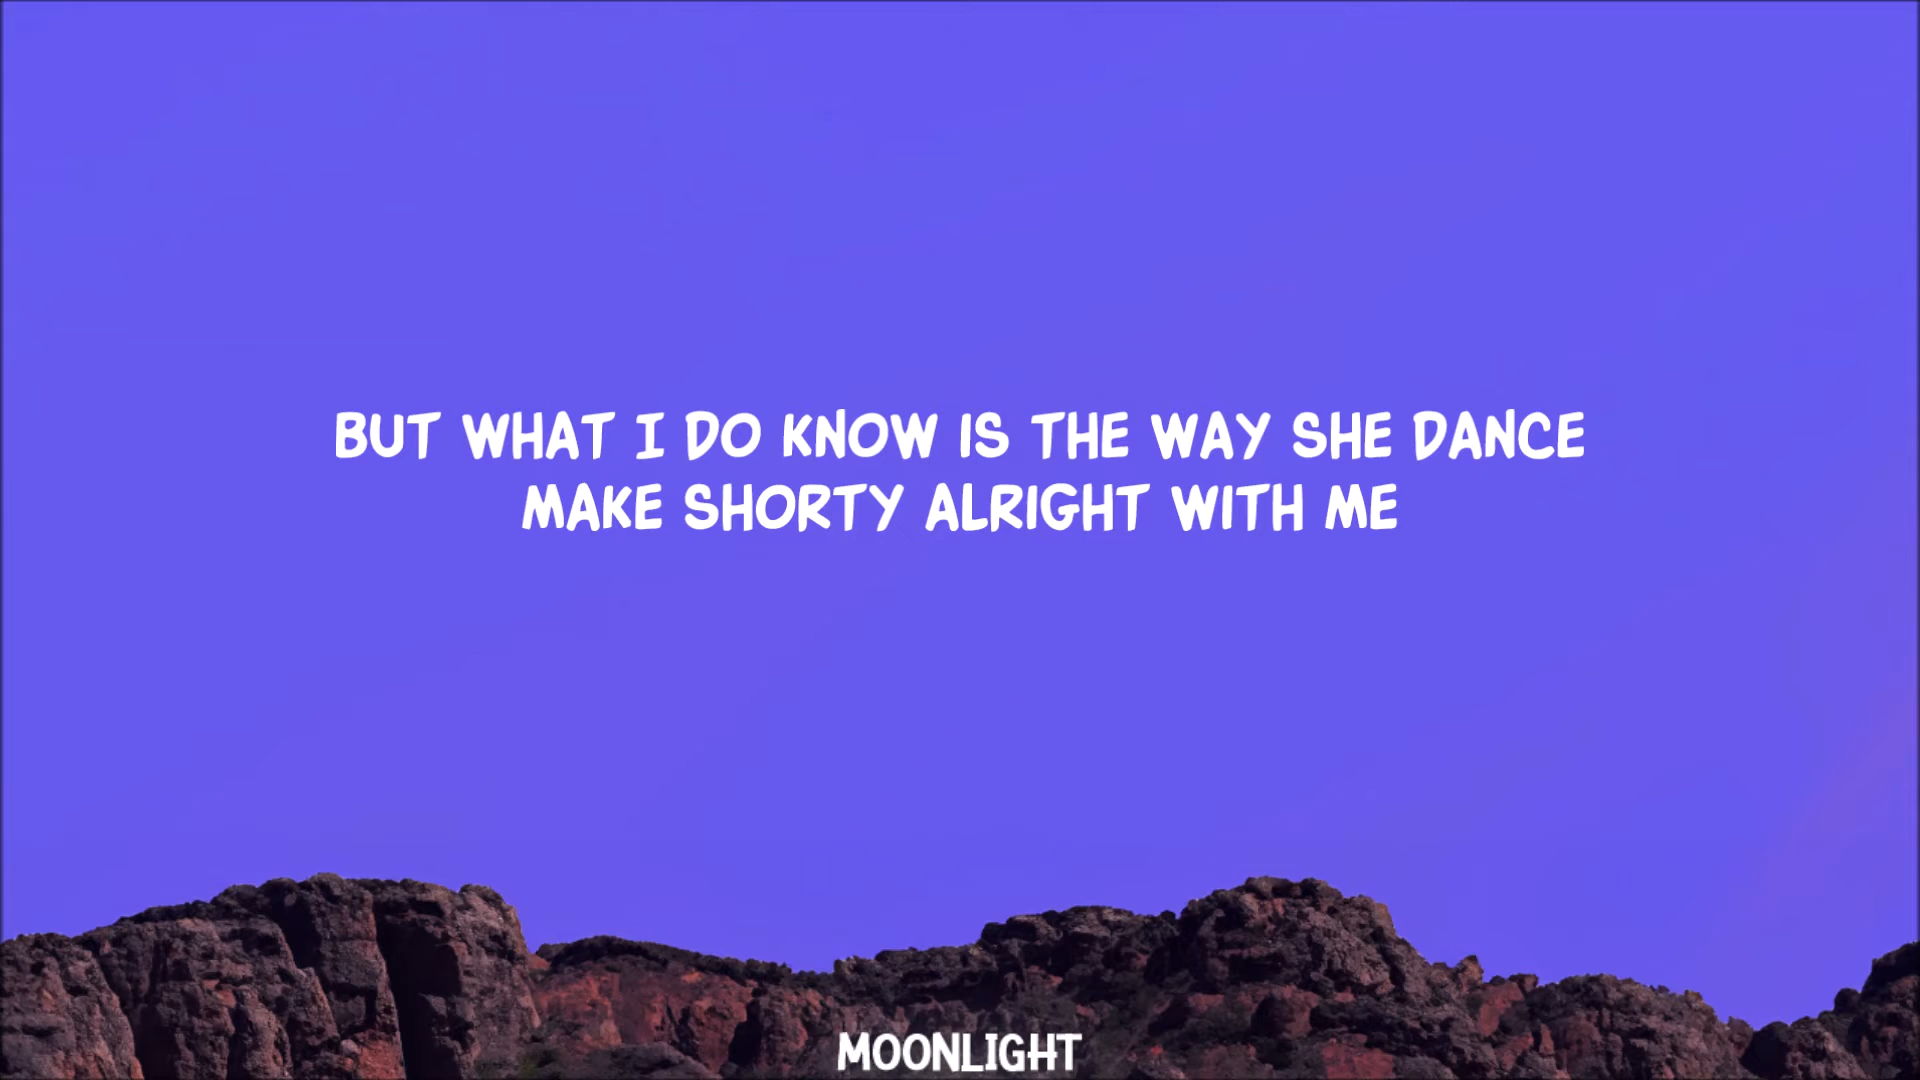 BUT WHAT I DO KNOW IS THE WAY SHE DANCE
MAKE SHORTY ALRIGHT WITH ME
MOONLIGHT